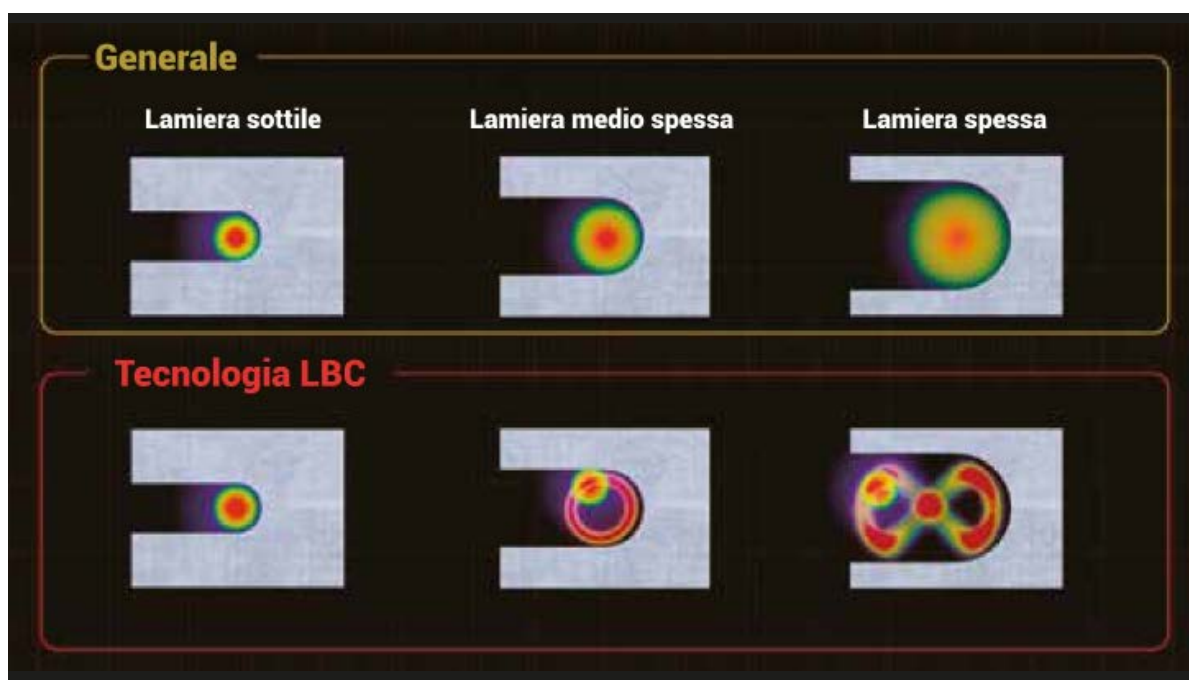 Generale
Lamiera sottile
Lamiera medio spessa
Lamiera spessa
Tecnologia LBC